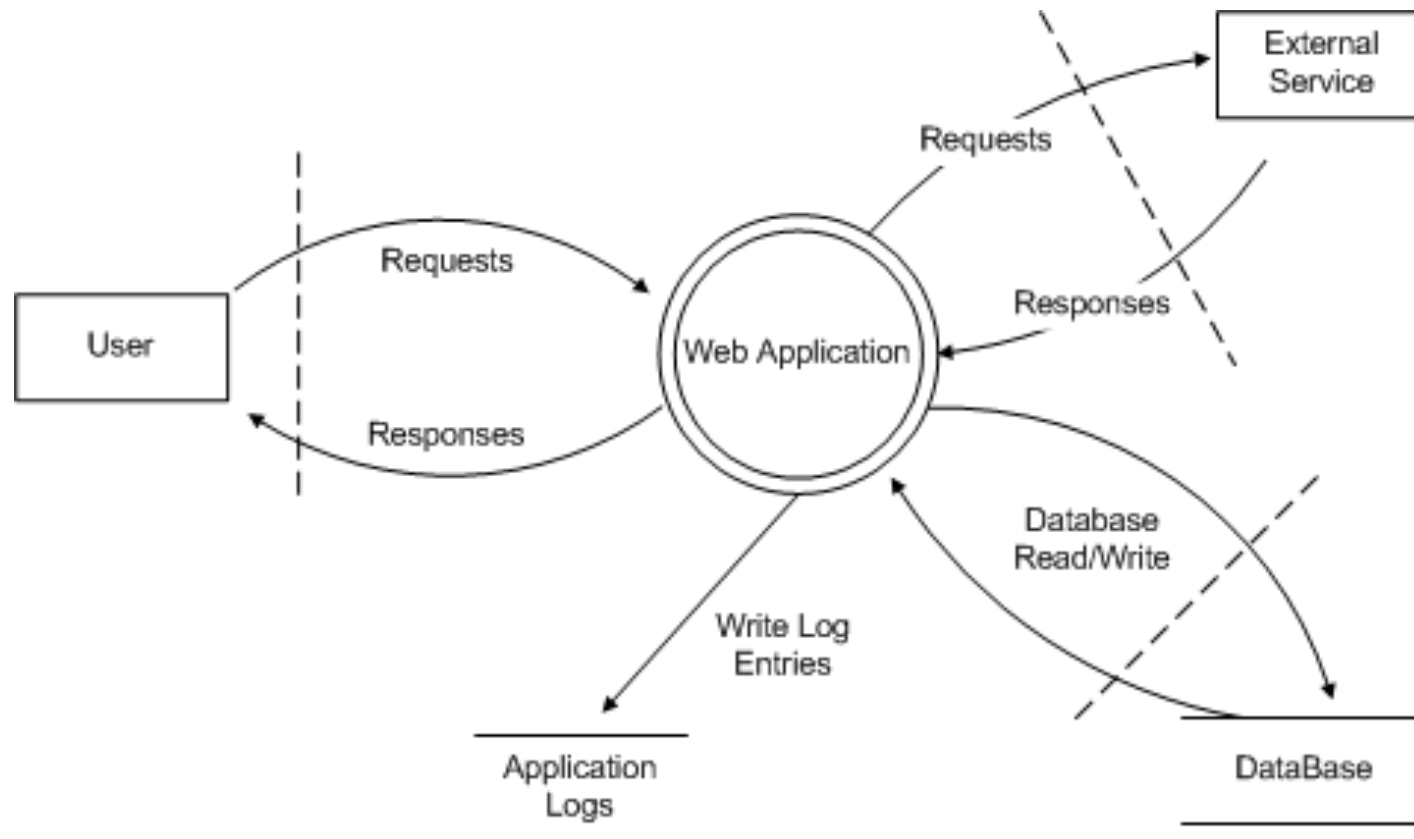 External
Service
Requests
Requests
Responses
User
Web Application
Responses
Database
Read/Write
Write Log
Entries
Application
Logs
DataBase